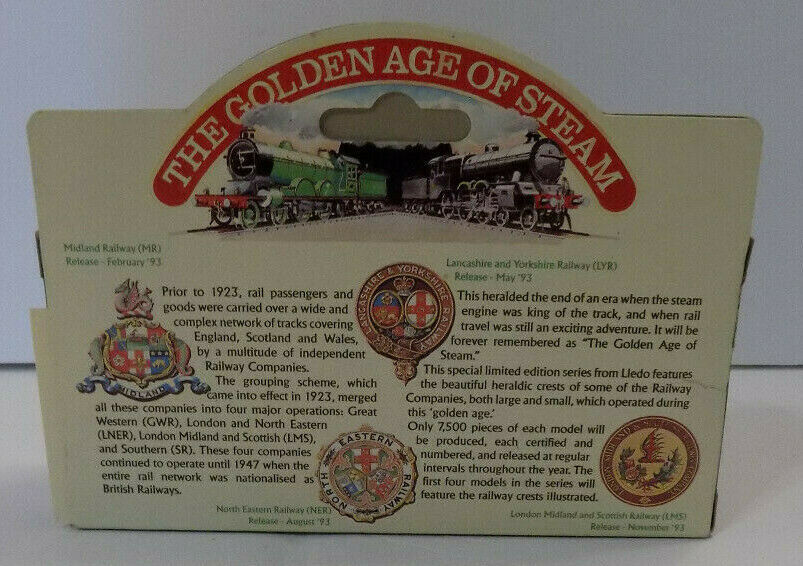 THE GOLDEN AGE OF STEAM
Midland Railway (MR)
Release - February '93
Prior to 1923, rail passengers and
goods were carried over a wide and
complex network of tracks covering
England, Scotland and Wales,
by a multitude of independent
Railway Companies.
The grouping scheme, which
came into effect in 1923, merged
all these companies into four major operations: Great
Western (GWR), London and North Eastern
(LNER), London Midland and Scottish (LMS),
and Southern (SR). These four companies
continued to operate until 1947 when the
entire rail network was nationalised as
British Railways.
MIDLAND
NORTH EASTERN RAILWAY
North Eastern Railway (NER)
Release - August '93
Lancashire and Yorkshire Railway (LYR)
Release - May '93
LANCASHIRE & YORKSHIRE RAILWAY
This heralded the end of an era when the steam
engine was king of the track, and when rail
travel was still an exciting adventure. It will be
forever remembered as "The Golden Age of
Steam."
This special limited edition series from Lledo features
the beautiful heraldic crests of some of the Railway
Companies, both large and small, which operated during
this 'golden age.'
Only 7,500 pieces of each model will
be produced, each certified and
numbered, and released at regular
intervals throughout the year. The
first four models in the series will
feature the railway crests illustrated.
London Midland and Scottish Railway (LMS)
Release - November '93